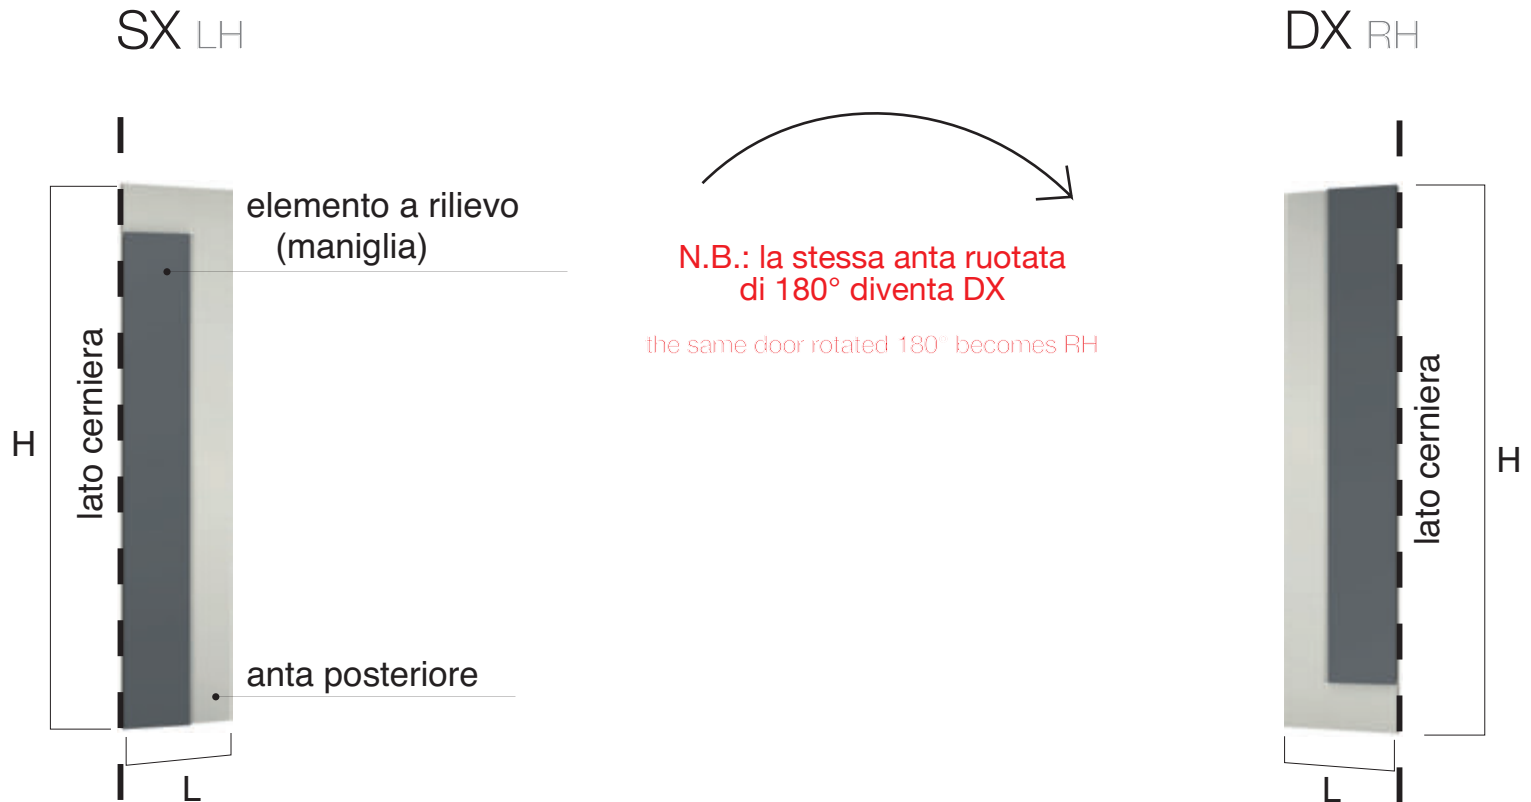 SX LH
DX RH
elemento a rilievo
(maniglia)
N.B.: la stessa anta ruotata
di 180° diventa DX
the same door rotated 180° becomes RH
lato cerniera
lato cerniera
H
H
anta posteriore
L
L